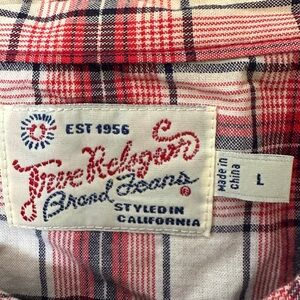 EST 1956
True Religion
Brand Jeans ®
STYLED IN
CALIFORNIA
Made in
China
L